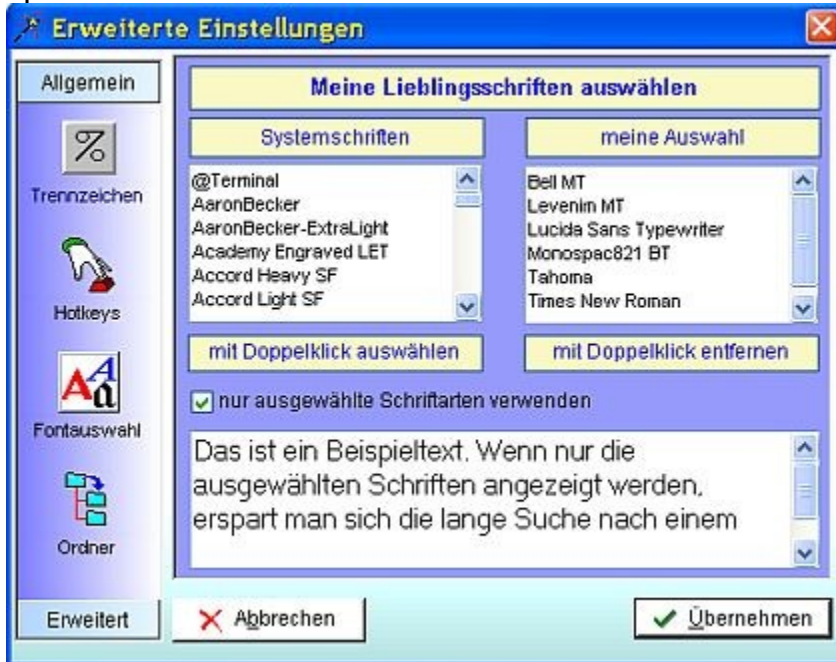 Erweiterte Einstellungen
Allgemein
Trennzeichen
Hotkeys
Fontauswahl
Ordner
Erweitert
Meine Lieblingsschriften auswählen
Systemschriften
@Terminal
AaronBecker
AaronBecker-ExtraLight
Academy Engraved LET
Accord Heavy SF
Accord Light SF
mit Doppelklick auswählen
meine Auswahl
Bell MT
Levenim MT
Lucida Sans Typewriter
Monospac821 BT
Tahoma
Times New Roman
mit Doppelklick entfernen
nur ausgewählte Schriftarten verwenden
Das ist ein Beispieltext. Wenn nur die
ausgewählten Schriften angezeigt werden,
erspart man sich die lange Suche nach einem
Abbrechen
Übernehmen